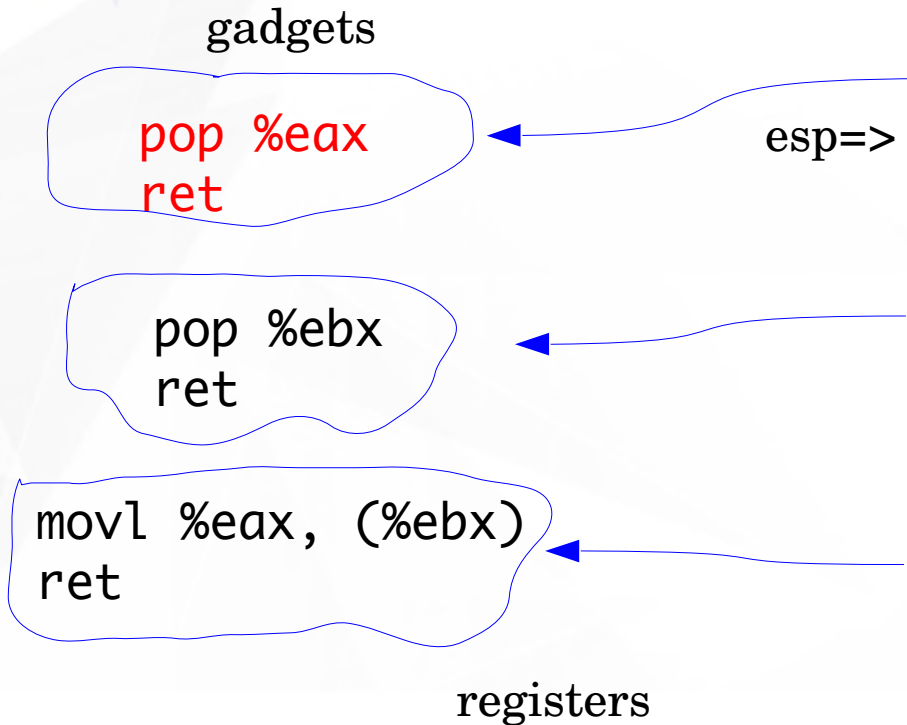 gadgets
pop %eax
ret
esp=>
pop %ebx
ret
movl %eax, (%ebx)
ret
registers